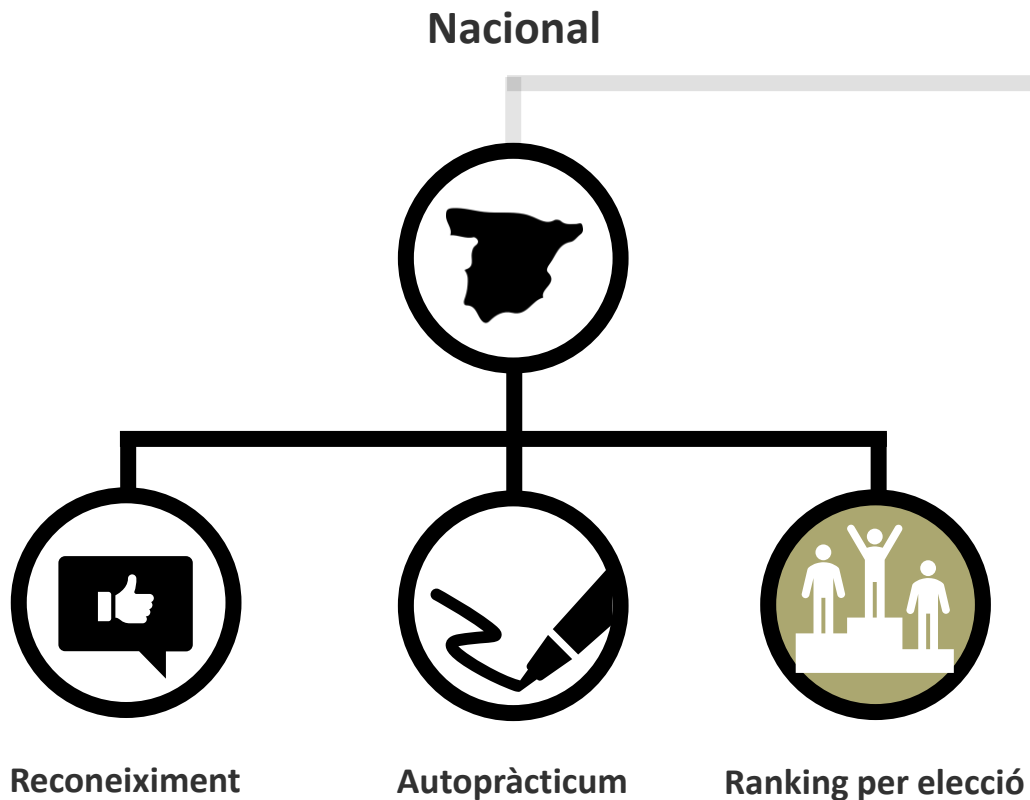 Nacional
Reconeiximent
Autopràcticum
Ranking per elecció